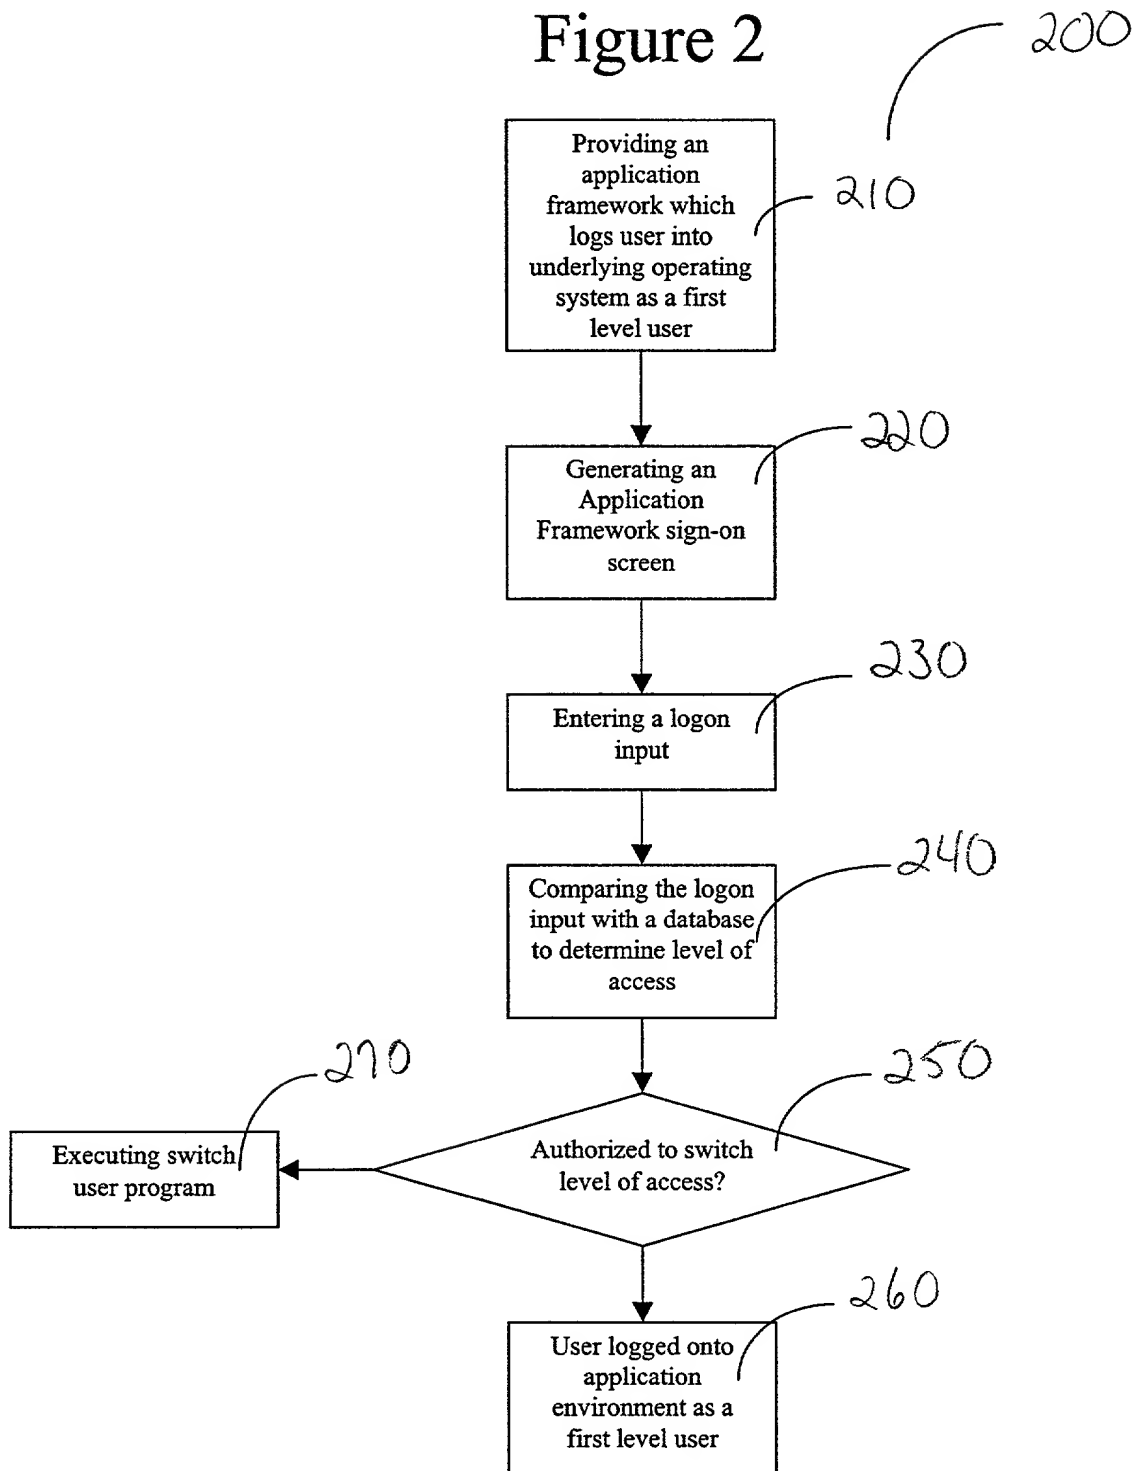 Figure 2
200
Providing an
application
framework which
logs user into
underlying operating
system as a first
level user
210
220
Generating an
Application
Framework sign-on
screen
230
Entering a logon
input
240
Comparing the logon
input with a database
to determine level of
access
270
250
Executing switch
user program
Authorized to switch
level of access?
260
User logged onto
application
environment as a
first level user